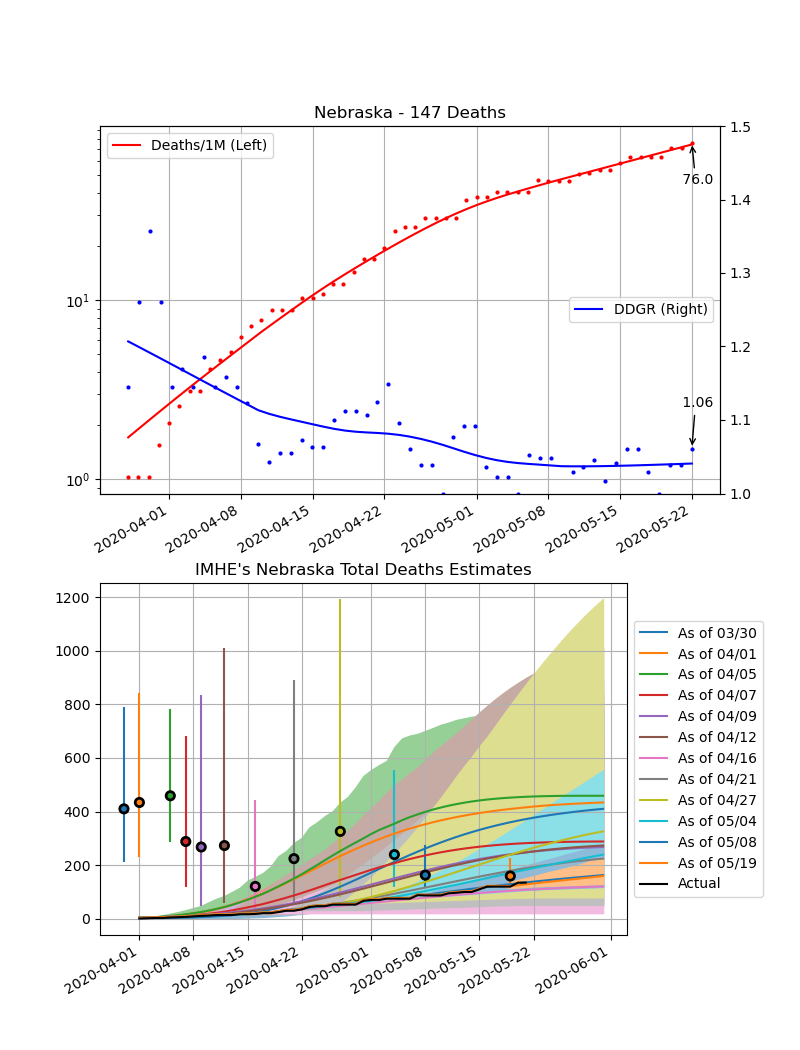 Nebraska - 147 Deaths
Deaths/1M (Left)
DDGR (Right)
76.0
1.06
10¹
10⁰
1.5
1.4
1.3
1.2
1.1
1.0
2020-04-01
2020-04-08
2020-04-15
2020-04-22
2020-05-01
2020-05-08
2020-05-15
2020-05-22
IMHE's Nebraska Total Deaths Estimates
1200
1000
800
600
400
200
0
2020-04-01
2020-04-08
2020-04-15
2020-04-22
2020-05-01
2020-05-08
2020-05-15
2020-05-22
2020-06-01
As of 03/30
As of 04/01
As of 04/05
As of 04/07
As of 04/09
As of 04/12
As of 04/16
As of 04/21
As of 04/27
As of 05/04
As of 05/08
As of 05/19
Actual